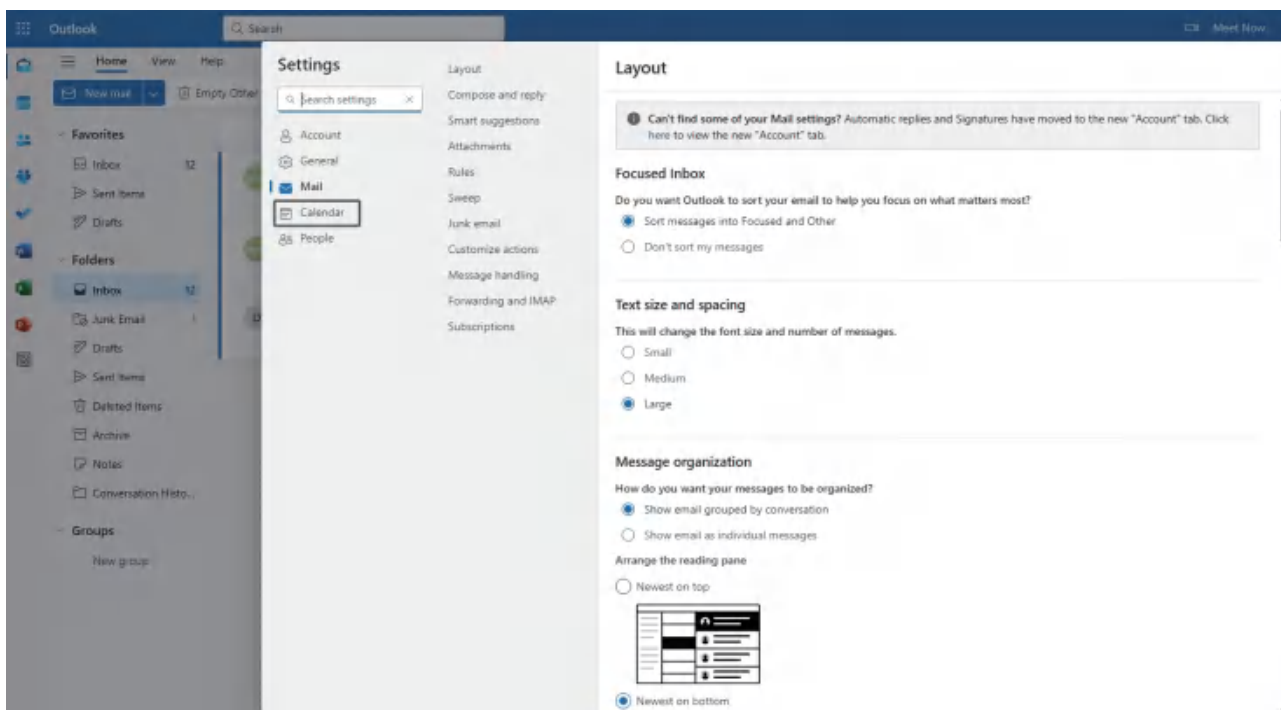 Outlook
Search
Meet Now
Home View Help
New mail
Empty Other
Favorites
Inbox 12
Sent Items
Drafts
Folders
Inbox 12
Junk Email 1
Drafts
Sent Items
Deleted Items
Archive
Notes
Conversation Histo...
Groups
New group
Settings
Search settings
Account
General
Mail
Calendar
People
Layout
Compose and reply
Smart suggestions
Attachments
Rules
Sweep
Junk email
Customize actions
Message handling
Forwarding and IMAP
Subscriptions
Layout
Can't find some of your Mail settings? Automatic replies and Signatures have moved to the new "Account" tab. Click
here to view the new "Account" tab.
Focused Inbox
Do you want Outlook to sort your email to help you focus on what matters most?
Sort messages into Focused and Other
Don't sort my messages
Text size and spacing
This will change the font size and number of messages.
Small
Medium
Large
Message organization
How do you want your messages to be organized?
Show email grouped by conversation
Show email as individual messages
Arrange the reading pane
Newest on top
Newest on bottom